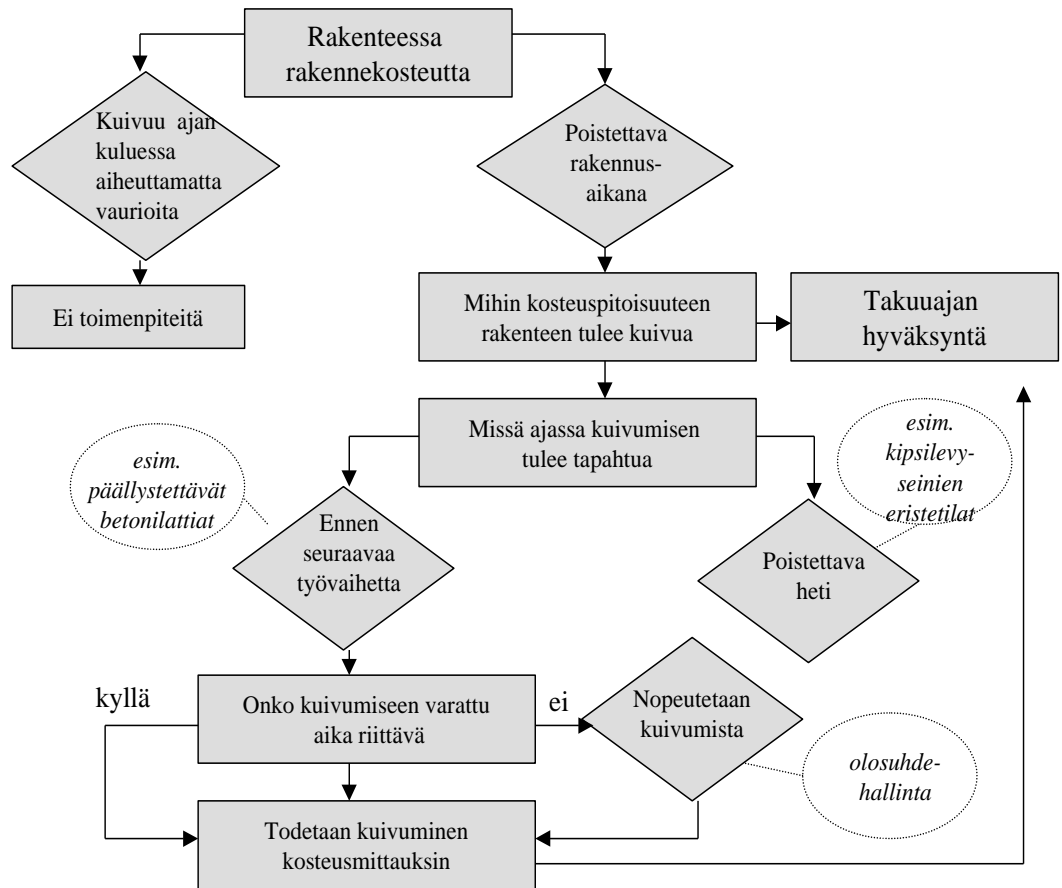 Rakenteessa
rakennekosteutta
Kuivuu ajan
kuluessa
aiheuttamatta
vaurioita
Poistettava
rakennus-
aikana
Ei toimenpiteitä
Mihin kosteuspitoisuuteen
rakenteen tulee kuivua
Takuuajan
hyväksyntä
Missä ajassa kuivumisen
tulee tapahtua
esim.
päällystettävät
betonilattiat
esim.
kipsilevy-
seinien
eristetilat
Ennen
seuraavaa
työvaihetta
Poistettava
heti
kyllä
Onko kuivumiseen varattu
aika riittävä
ei
Nopeutetaan
kuivumista
olosuhde-
hallinta
Todetaan kuivuminen
kosteusmittauksin